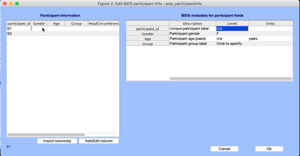 Figure 2: Edit BIDS participant info - pop_participantinfo
Participant information
BIDS metadata for participant fields
participant_id Gender Age Group HeadCircumference
S1
S2
Description Levels Units
participant_id Unique participant label n/a
Gender Participant gender
Age Participant age (years) n/a years
Group Participant group label Click to specify
Import column(s) Add/Edit column
Cancel Ok